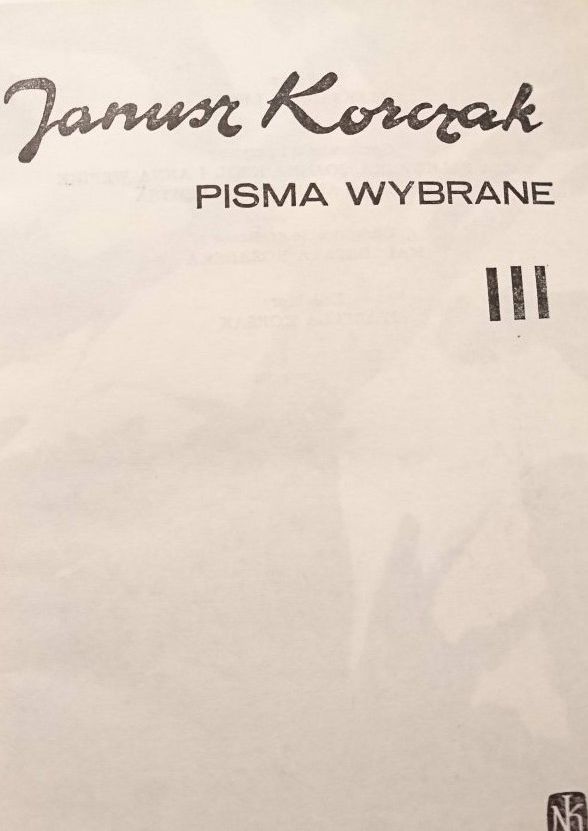 Janusz Korczak
PISMA WYBRANE
III